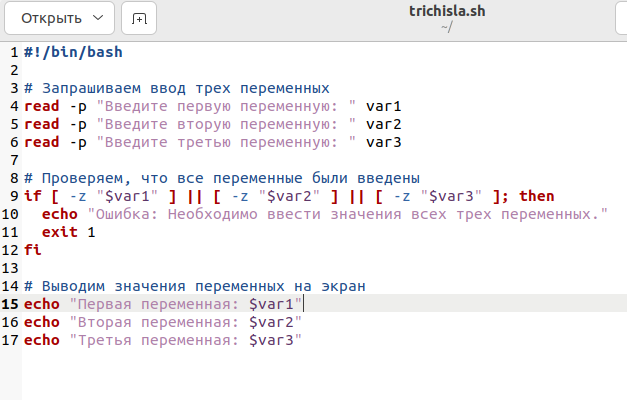 Открыть
trichisla.sh
~/
1 #!/bin/bash
2
3 # Запрашиваем ввод трех переменных
4 read -p "Введите первую переменную: " var1
5 read -p "Введите вторую переменную: " var2
6 read -p "Введите третью переменную: " var3
7
8 # Проверяем, что все переменные были введены
9 if [ -z "$var1" ] || [ -z "$var2" ] || [ -z "$var3" ]; then
10   echo "Ошибка: Необходимо ввести значения всех трех переменных."
11   exit 1
12 fi
13
14 # Выводим значения переменных на экран
15 echo "Первая переменная: $var1"
16 echo "Вторая переменная: $var2"
17 echo "Третья переменная: $var3"